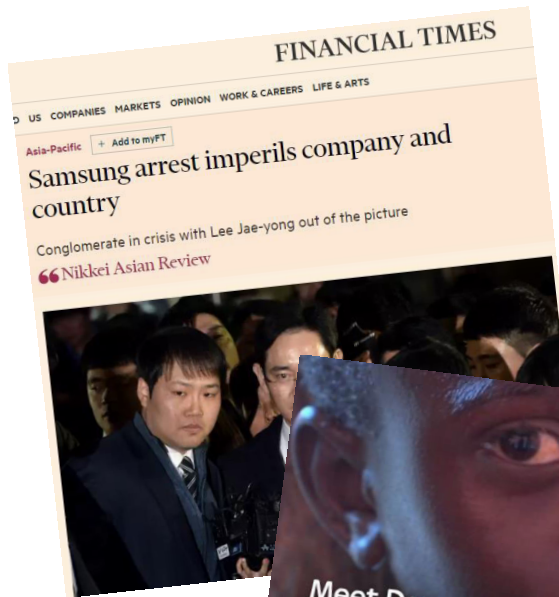 FINANCIAL TIMES
US COMPANIES MARKETS OPINION WORK & CAREERS LIFE & ARTS
Asia-Pacific + Add to myFT
Samsung arrest imperils company and
country
Conglomerate in crisis with Lee Jae-yong out of the picture
Nikkei Asian Review
Meet